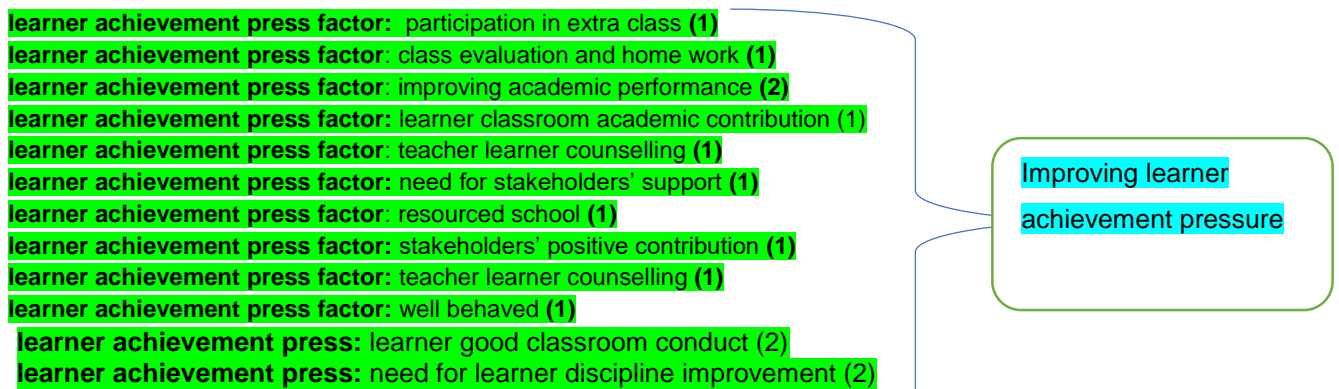 learner achievement press factor: participation in extra class (1)
learner achievement press factor: class evaluation and home work (1)
learner achievement press factor: improving academic performance (2)
learner achievement press factor: learner classroom academic contribution (1)
learner achievement press factor: teacher learner counselling (1)
learner achievement press factor: need for stakeholders’ support (1)
learner achievement press factor: resourced school (1)
learner achievement press factor: stakeholders’ positive contribution (1)
learner achievement press factor: teacher learner counselling (1)
learner achievement press factor: well behaved (1)
learner achievement press: learner good classroom conduct (2)
learner achievement press: need for learner discipline improvement (2)
Improving learner
achievement pressure